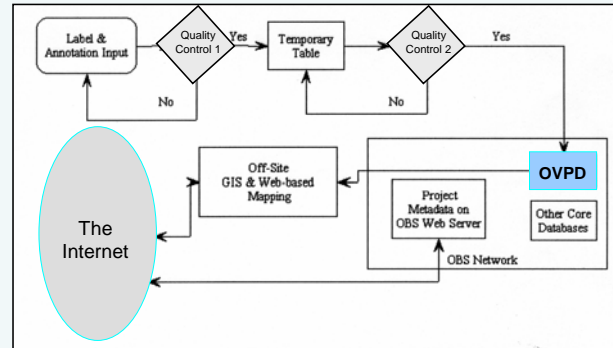 Label &
Annotation Input
Quality
Control 1
Yes
Temporary
Table
Quality
Control 2
Yes
No
No
OVPD
Off-Site
GIS & Web-based
Mapping
Project
Metadata on
OBS Web Server
Other Core
Databases
The
Internet
OBS Network